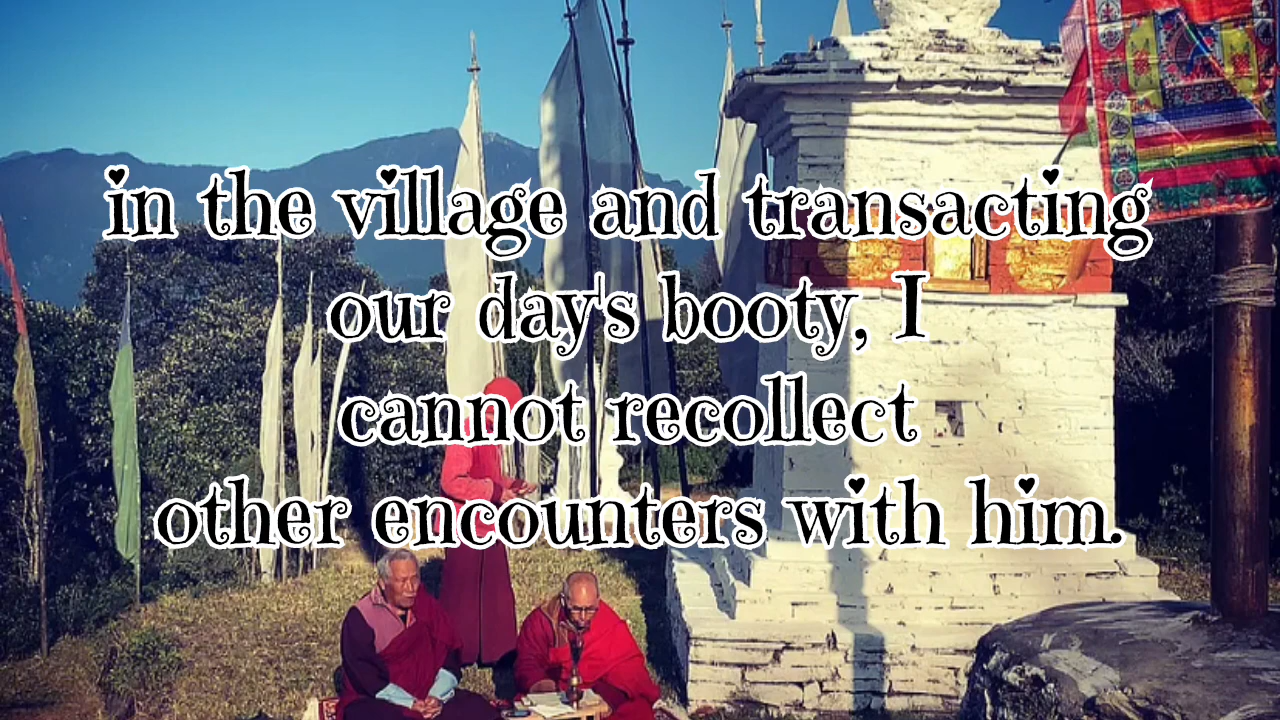 in the village and transacting
our day's booty, I
cannot recollect
other encounters with him.